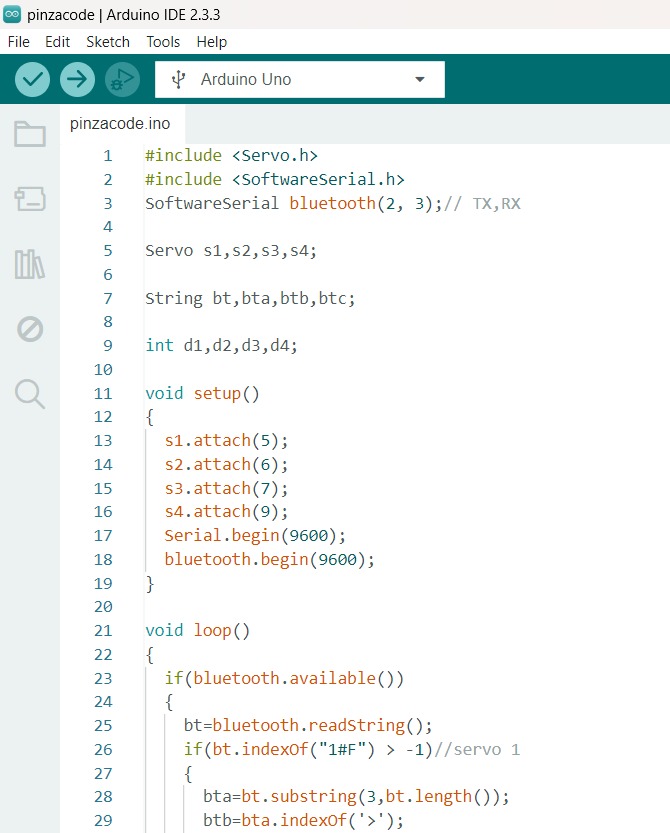 pinzacode | Arduino IDE 2.3.3
File Edit Sketch Tools Help
Arduino Uno
pinzacode.ino
1 #include <Servo.h>
2 #include <SoftwareSerial.h>
3 SoftwareSerial bluetooth(2, 3);// TX,RX
4
5 Servo s1,s2,s3,s4;
6
7 String bt,bta,btb,btc;
8
9 int d1,d2,d3,d4;
10
11 void setup()
12 {
13 s1.attach(5);
14 s2.attach(6);
15 s3.attach(7);
16 s4.attach(9);
17 Serial.begin(9600);
18 bluetooth.begin(9600);
19 }
20
21 void loop()
22 {
23 if(bluetooth.available())
24 {
25 bt=bluetooth.readString();
26 if(bt.indexOf("1#F") > -1)//servo 1
27 {
28 bta=bt.substring(3,bt.length());
29 btb=bta.indexOf('>');